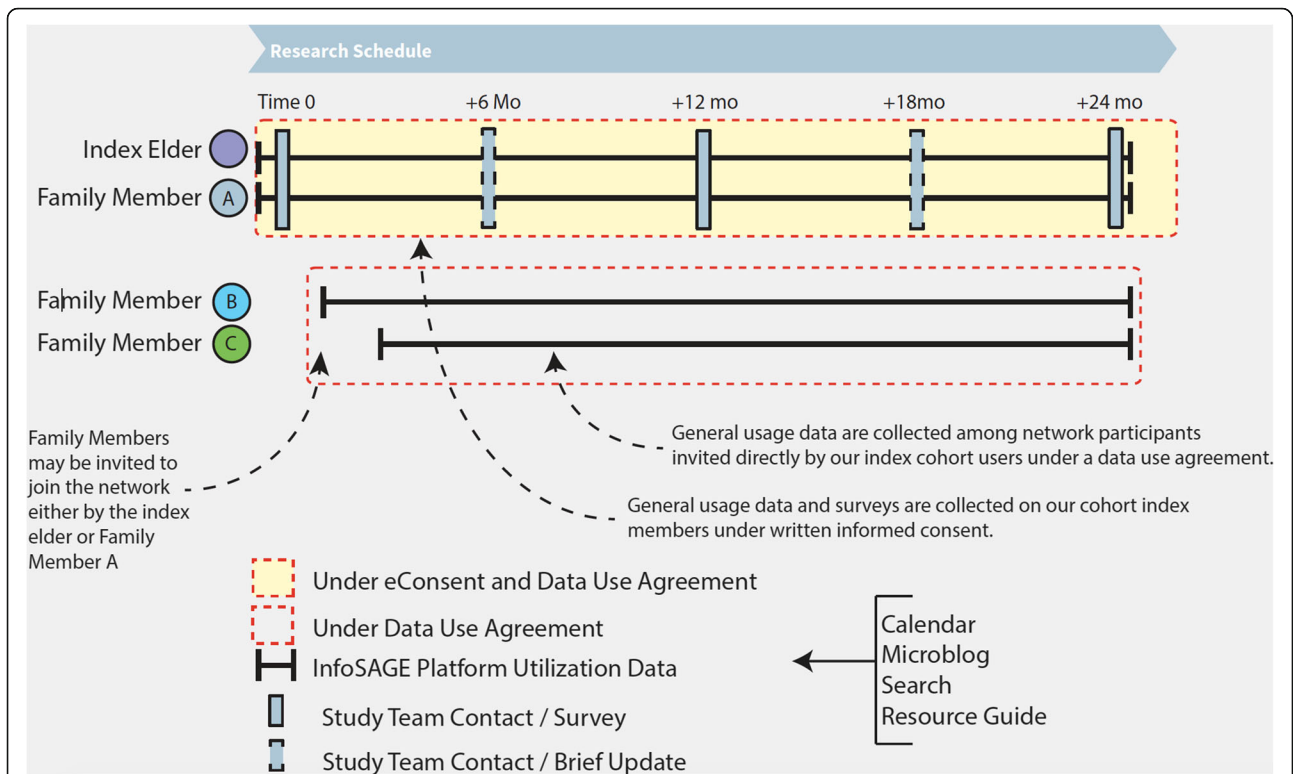 Research Schedule
Time 0
+6 Mo
+12 mo
+18mo
+24 mo
Index Elder
Family Member A
Family Member B
Family Member C
Family Members
may be invited to
join the network
either by the index
elder or Family
Member A
General usage data are collected among network participants
invited directly by our index cohort users under a data use agreement.
General usage data and surveys are collected on our cohort index
members under written informed consent.
Under eConsent and Data Use Agreement
Under Data Use Agreement
InfoSAGE Platform Utilization Data
Study Team Contact / Survey
Study Team Contact / Brief Update
Calendar
Microblog
Search
Resource Guide